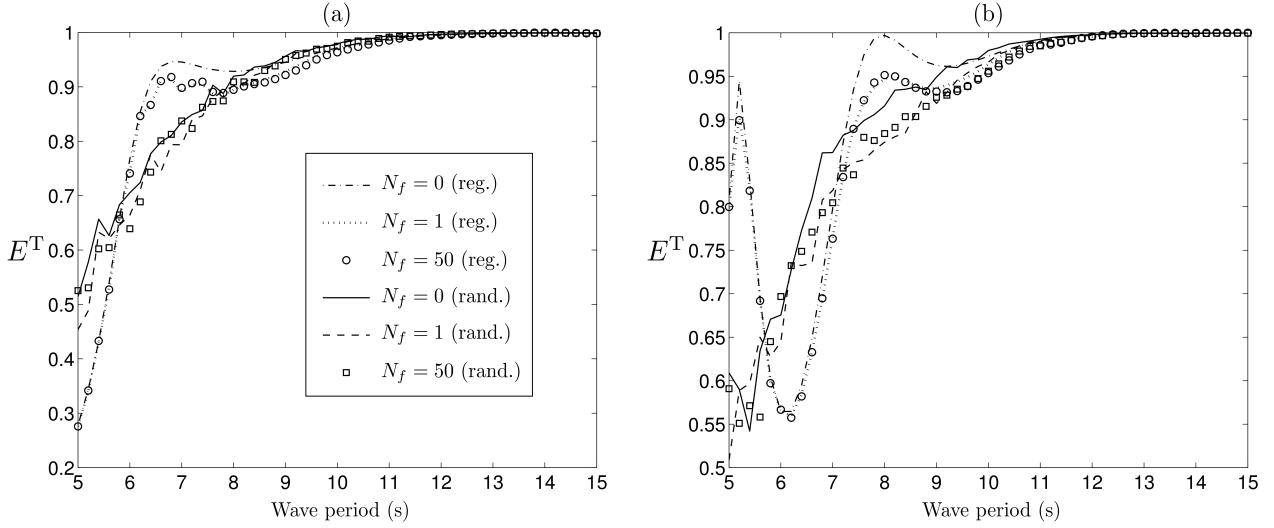 (a)
1
0.9
0.8
0.7
0.6
0.5
0.4
0.3
0.2
E^T
5 6 7 8 9 10 11 12 13 14 15
Wave period (s)
N_f = 0 (reg.)
N_f = 1 (reg.)
N_f = 50 (reg.)
N_f = 0 (rand.)
N_f = 1 (rand.)
N_f = 50 (rand.)
(b)
1
0.95
0.9
0.85
0.8
0.75
0.7
0.65
0.6
0.55
0.5
E^T
5 6 7 8 9 10 11 12 13 14 15
Wave period (s)